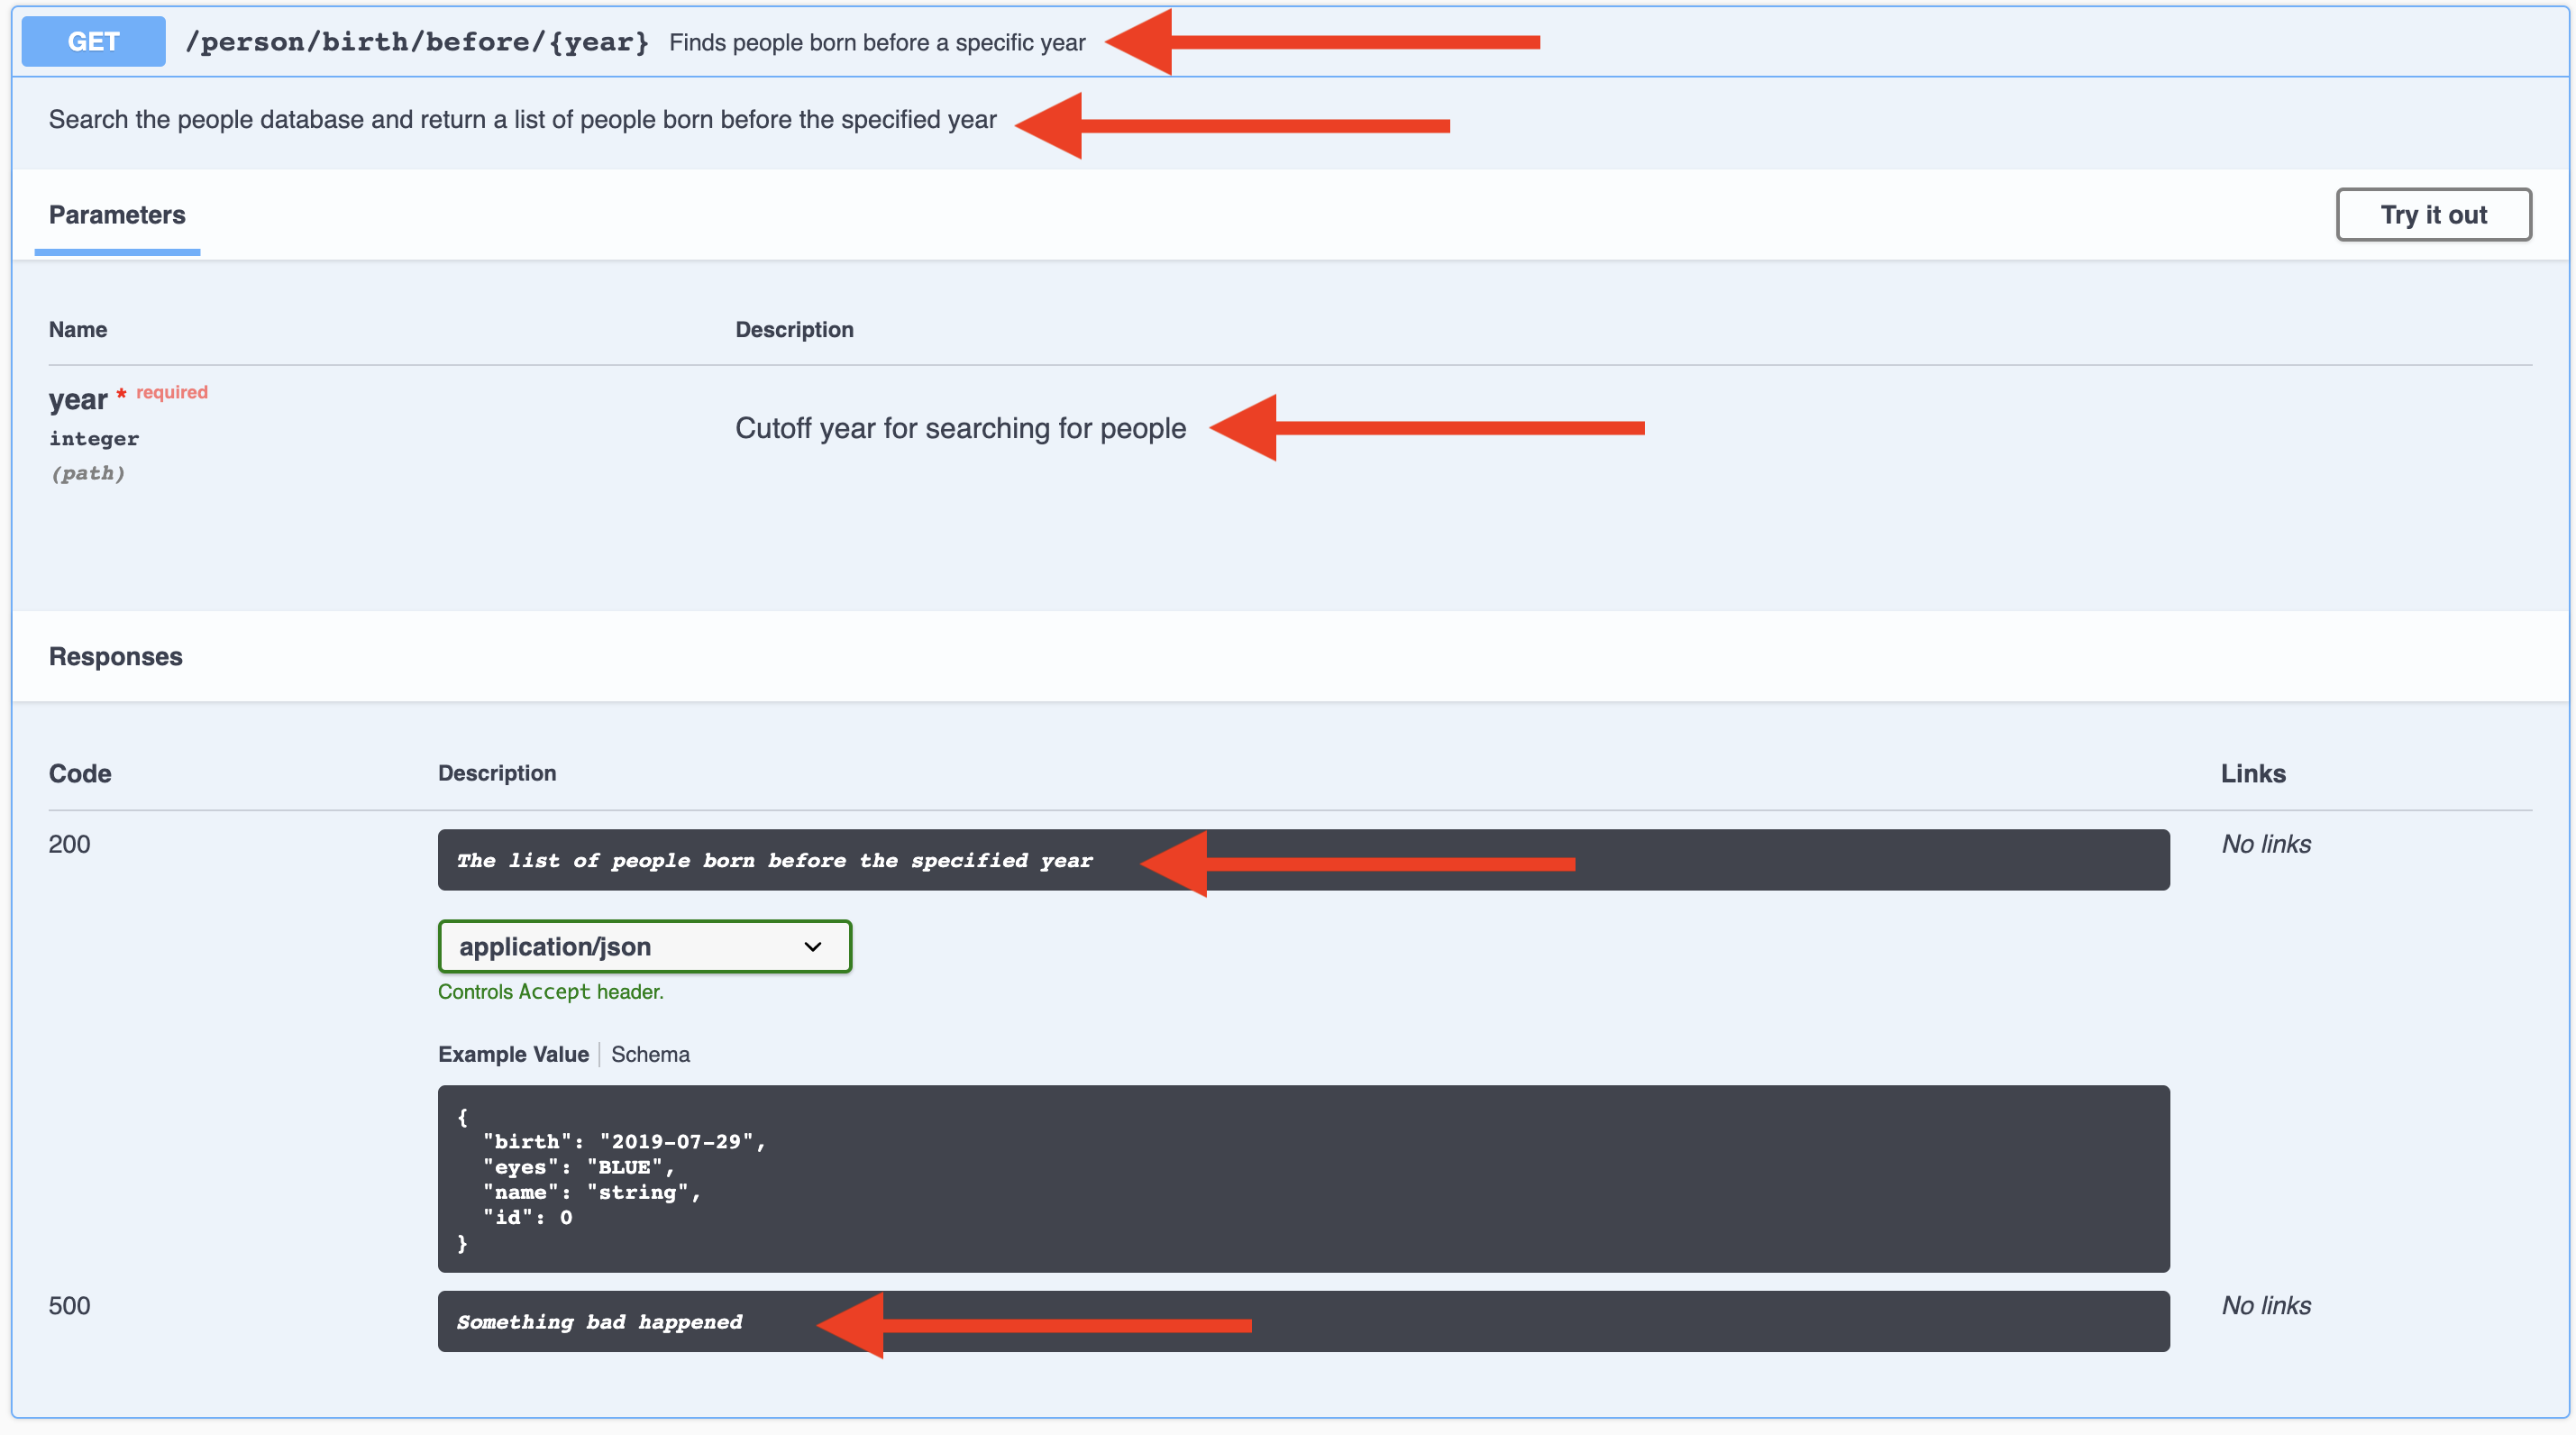 GET /person/birth/before/{year} Finds people born before a specific year
Search the people database and return a list of people born before the specified year
Parameters Try it out
Name Description
year * required
integer
(path)
Cutoff year for searching for people
Responses
Code Description Links
200 The list of people born before the specified year No links
application/json
Controls Accept header.
Example Value Schema
{
  "birth": "2019-07-29",
  "eyes": "BLUE",
  "name": "string",
  "id": 0
}
500 Something bad happened No links